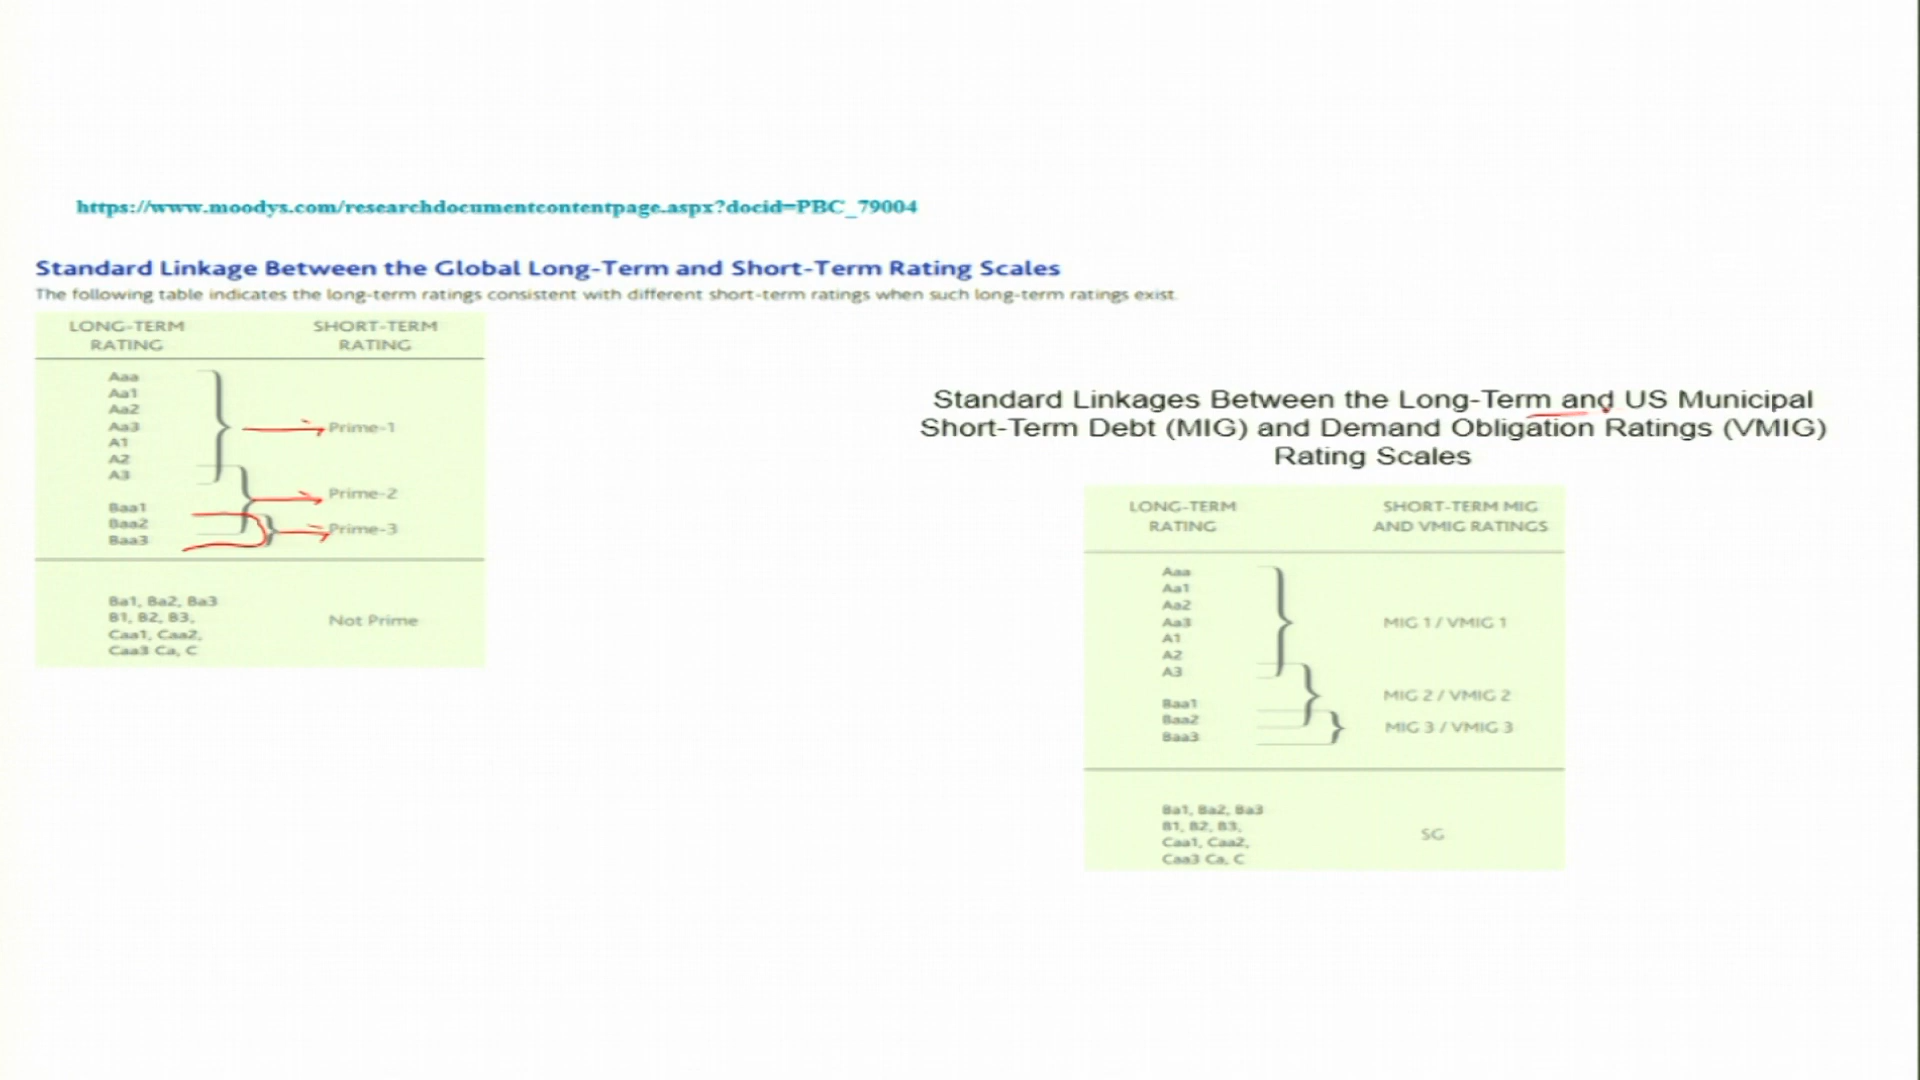 https://www.moodys.com/researchdocumentcontentpage.aspx?docid=PBC_79004
Standard Linkage Between the Global Long-Term and Short-Term Rating Scales
The following table indicates the long-term ratings consistent with different short-term ratings when such long-term ratings exist.
LONG-TERM RATING
SHORT-TERM RATING
Aaa
Aa1
Aa2
Aa3
A1
A2
A3
Baa1
Baa2
Baa3
Prime-1
Prime-2
Prime-3
Ba1, Ba2, Ba3
B1, B2, B3,
Caa1, Caa2,
Caa3 Ca, C
Not Prime
Standard Linkages Between the Long-Term and US Municipal
Short-Term Debt (MIG) and Demand Obligation Ratings (VMIG)
Rating Scales
LONG-TERM RATING
SHORT-TERM MIG AND VMIG RATINGS
Aaa
Aa1
Aa2
Aa3
A1
A2
A3
Baa1
Baa2
Baa3
MIG 1 / VMIG 1
MIG 2 / VMIG 2
MIG 3 / VMIG 3
Ba1, Ba2, Ba3
B1, B2, B3,
Caa1, Caa2,
Caa3 Ca, C
SG